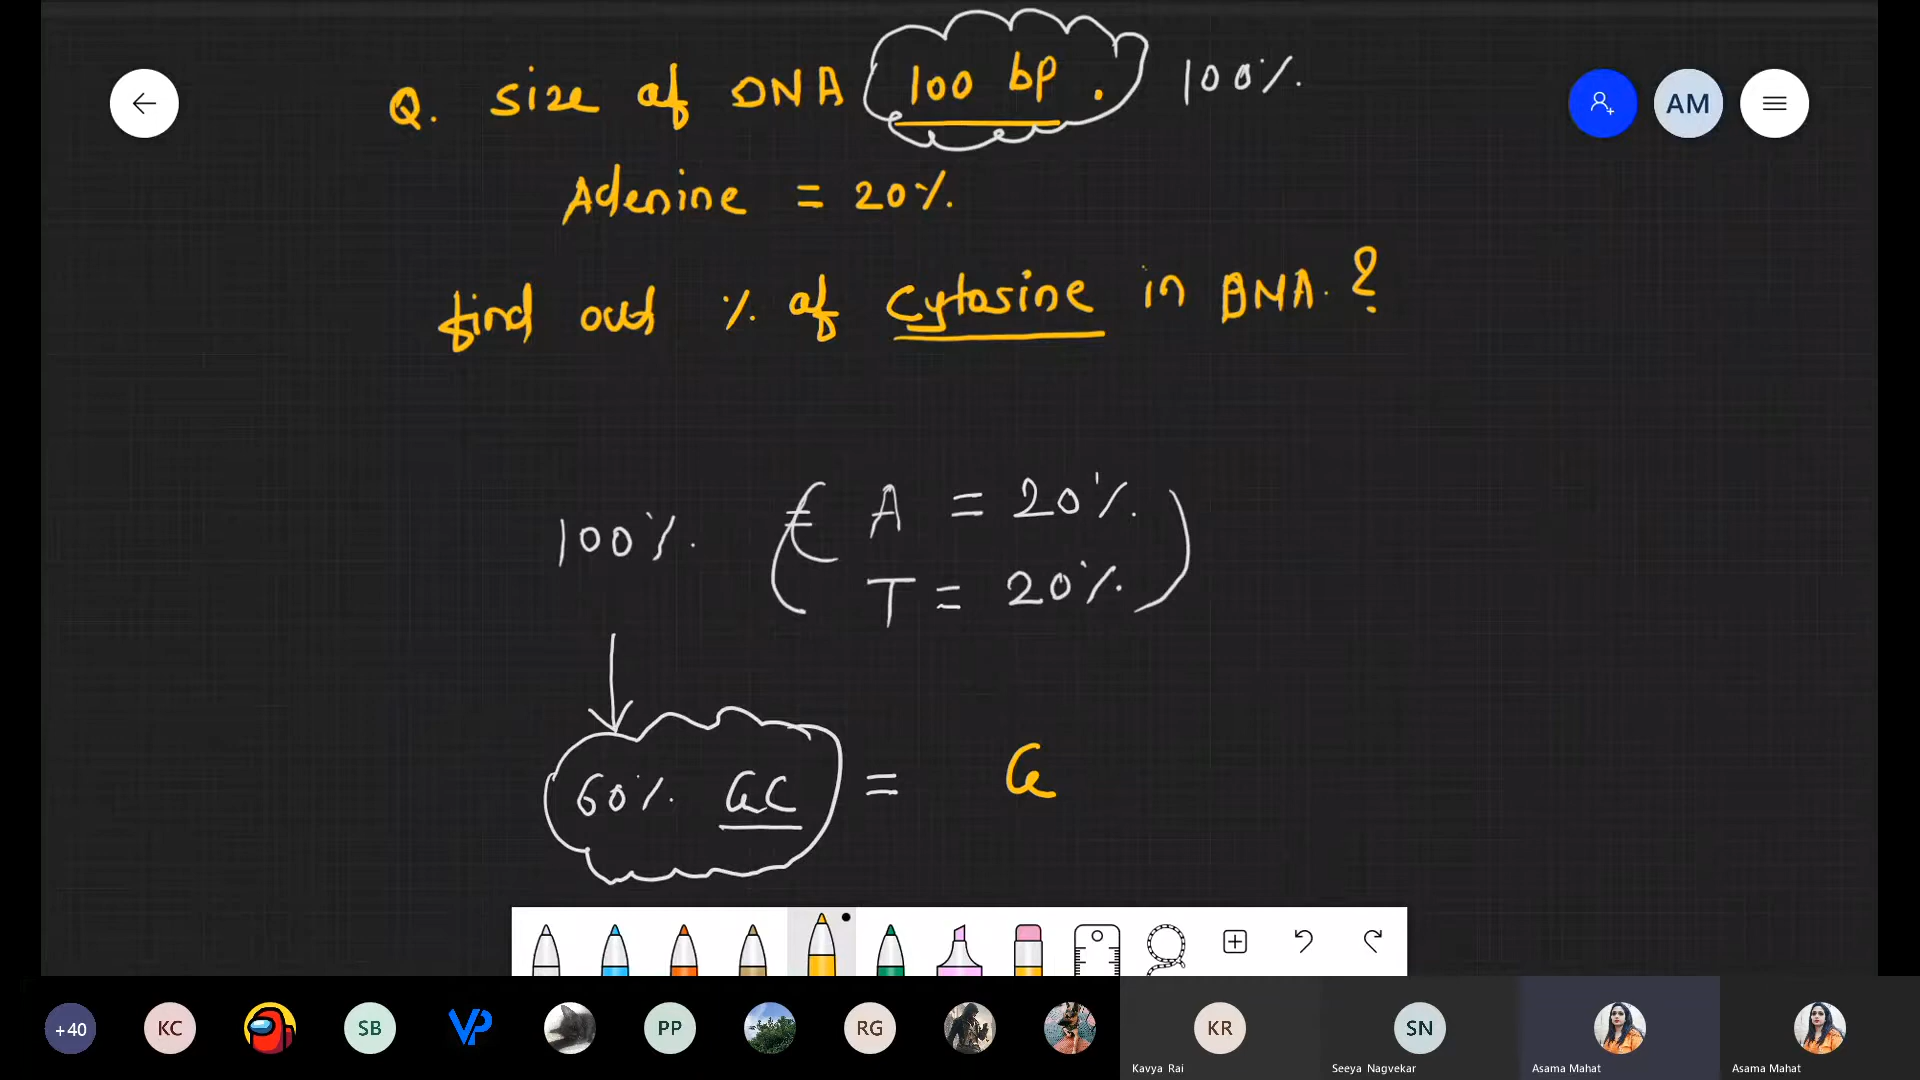 Q. Size of DNA 100 bp. 100%.
AM
Adenine = 20%.
find out % of Cytosine in DNA. ?
100%. A = 20%.
T = 20%.
60%. GC = G
+40 KC SB VP PP RG KR SN
Kavya Rai Seeya Nagvekar Asama Mahat Asama Mahat